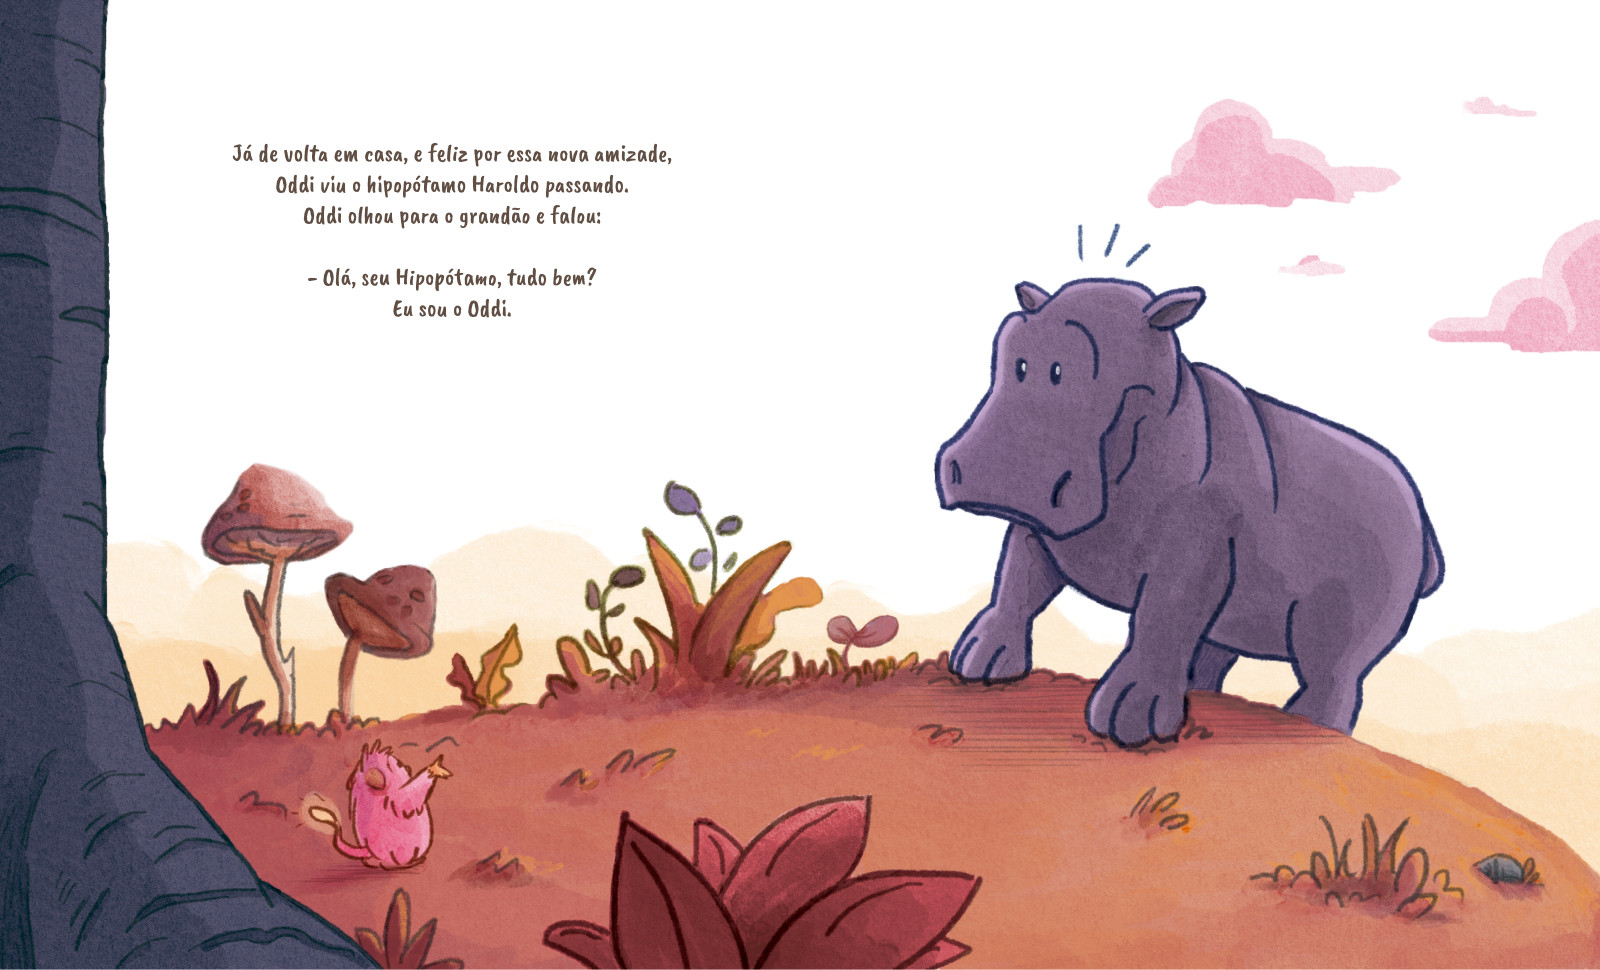 Já de volta em casa, e feliz por essa nova amizade,
Oddi viu o hipopótamo Haroldo passando.
Oddi olhou para o grandão e falou:
- Olá, seu Hipopótamo, tudo bem?
Eu sou o Oddi.